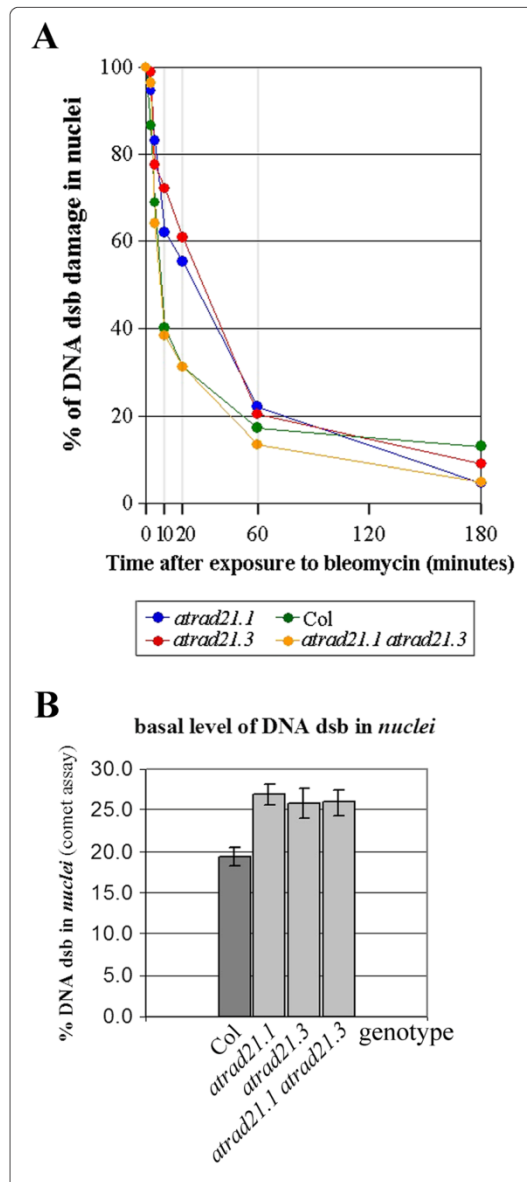 A
% of DNA dsb damage in nuclei
100
80
60
40
20
0
0 10 20 60 120 180
Time after exposure to bleomycin (minutes)
atrad21.1 Col
atrad21.3 atrad21.1 atrad21.3
B
basal level of DNA dsb in nuclei
% DNA dsb in nuclei (comct assay)
30.0
25.0
20.0
15.0
10.0
5.0
0.0
Col
atrad21.1
atrad21.3
atrad21.1 atrad21.3
genotype